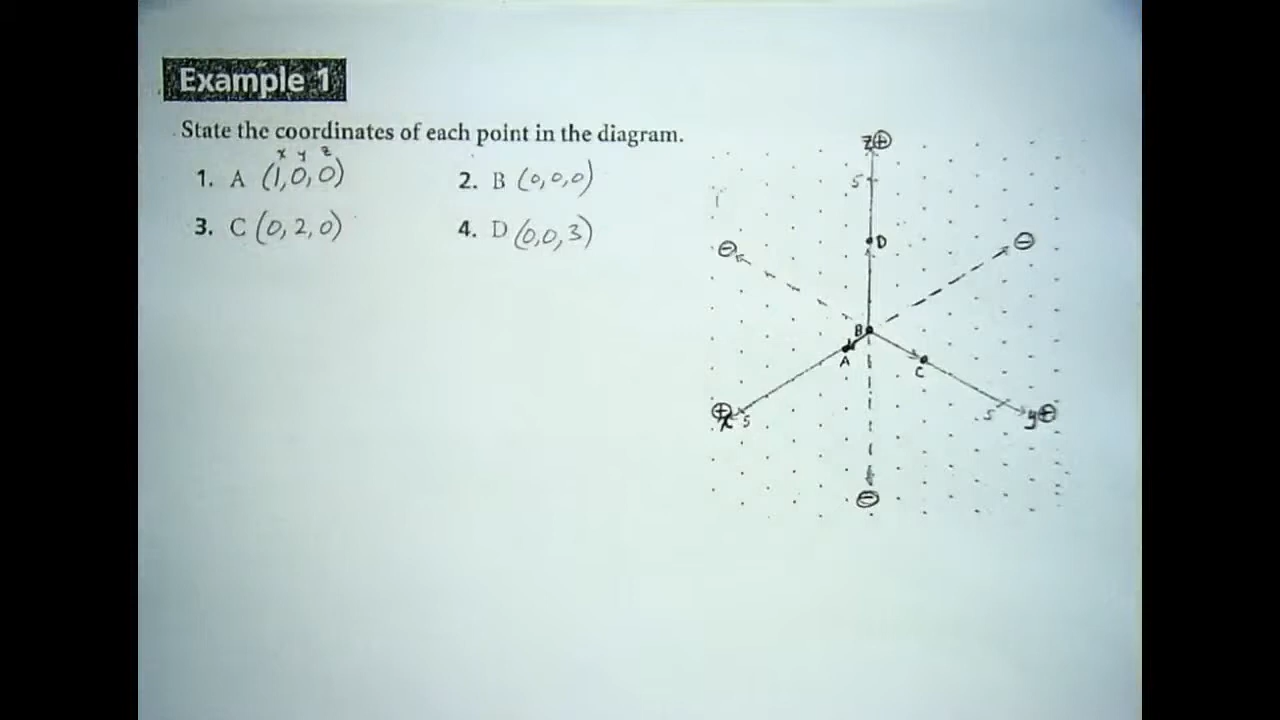 Example 1
State the coordinates of each point in the diagram.
x y z
1. A (1, 0, 0)
2. B (0, 0, 0)
3. C (0, 2, 0)
4. D (0, 0, 3)
z +
5
D
−
−
B
A
C
+
x 5
5
y +
−